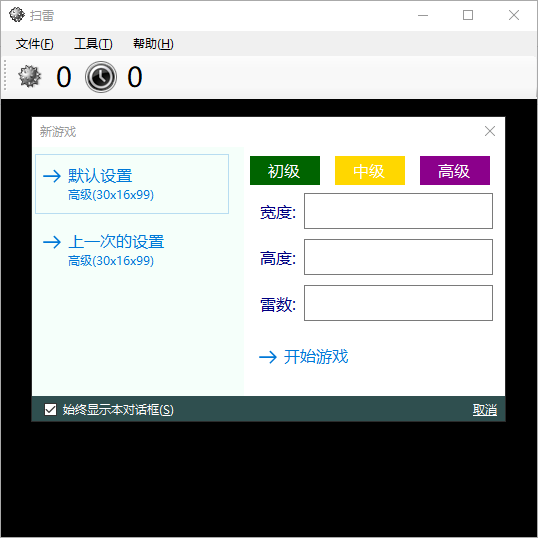 扫雷
文件(F) 工具(T) 帮助(H)
0 0
新游戏
默认设置
高级(30x16x99)
上一次的设置
高级(30x16x99)
初级 中级 高级
宽度:
高度:
雷数:
开始游戏
始终显示本对话框(S) 取消